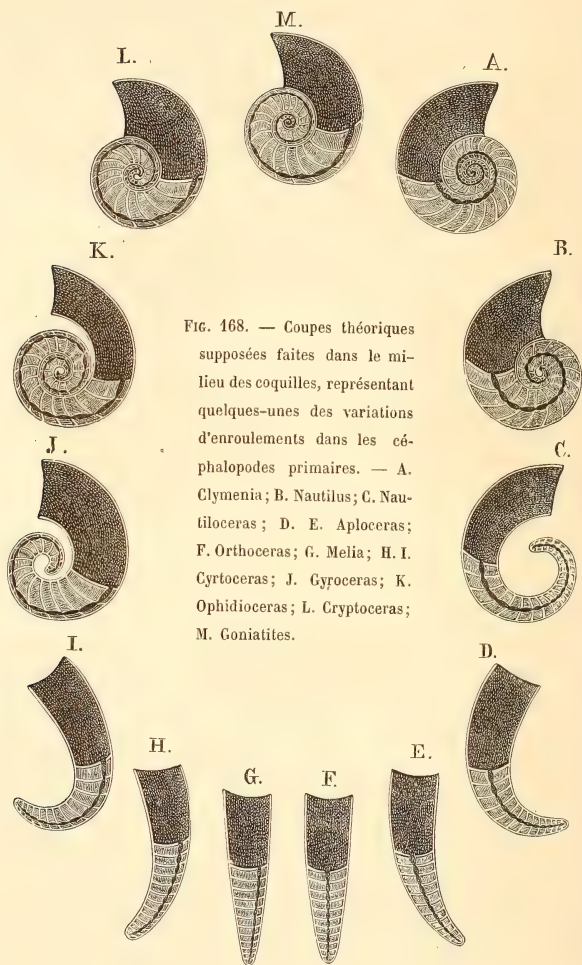 M.
L.
A.
K.
B.
FIG. 168. — Coupes théoriques
supposées faites dans le mi-
lieu des coquilles, représentant
quelques-unes des variations
d'enroulements dans les cé-
phalopodes primaires. — A.
Clymenia; B. Nautilus; C. Nau-
tiloceras; D. E. Aploceras;
F. Orthoceras; G. Melia; H. I.
Cyrtoceras; J. Gyroceras; K.
Ophidioceras; L. Cryptoceras;
M. Goniatites.
J.
C.
I.
D.
H.
G.
F.
E.